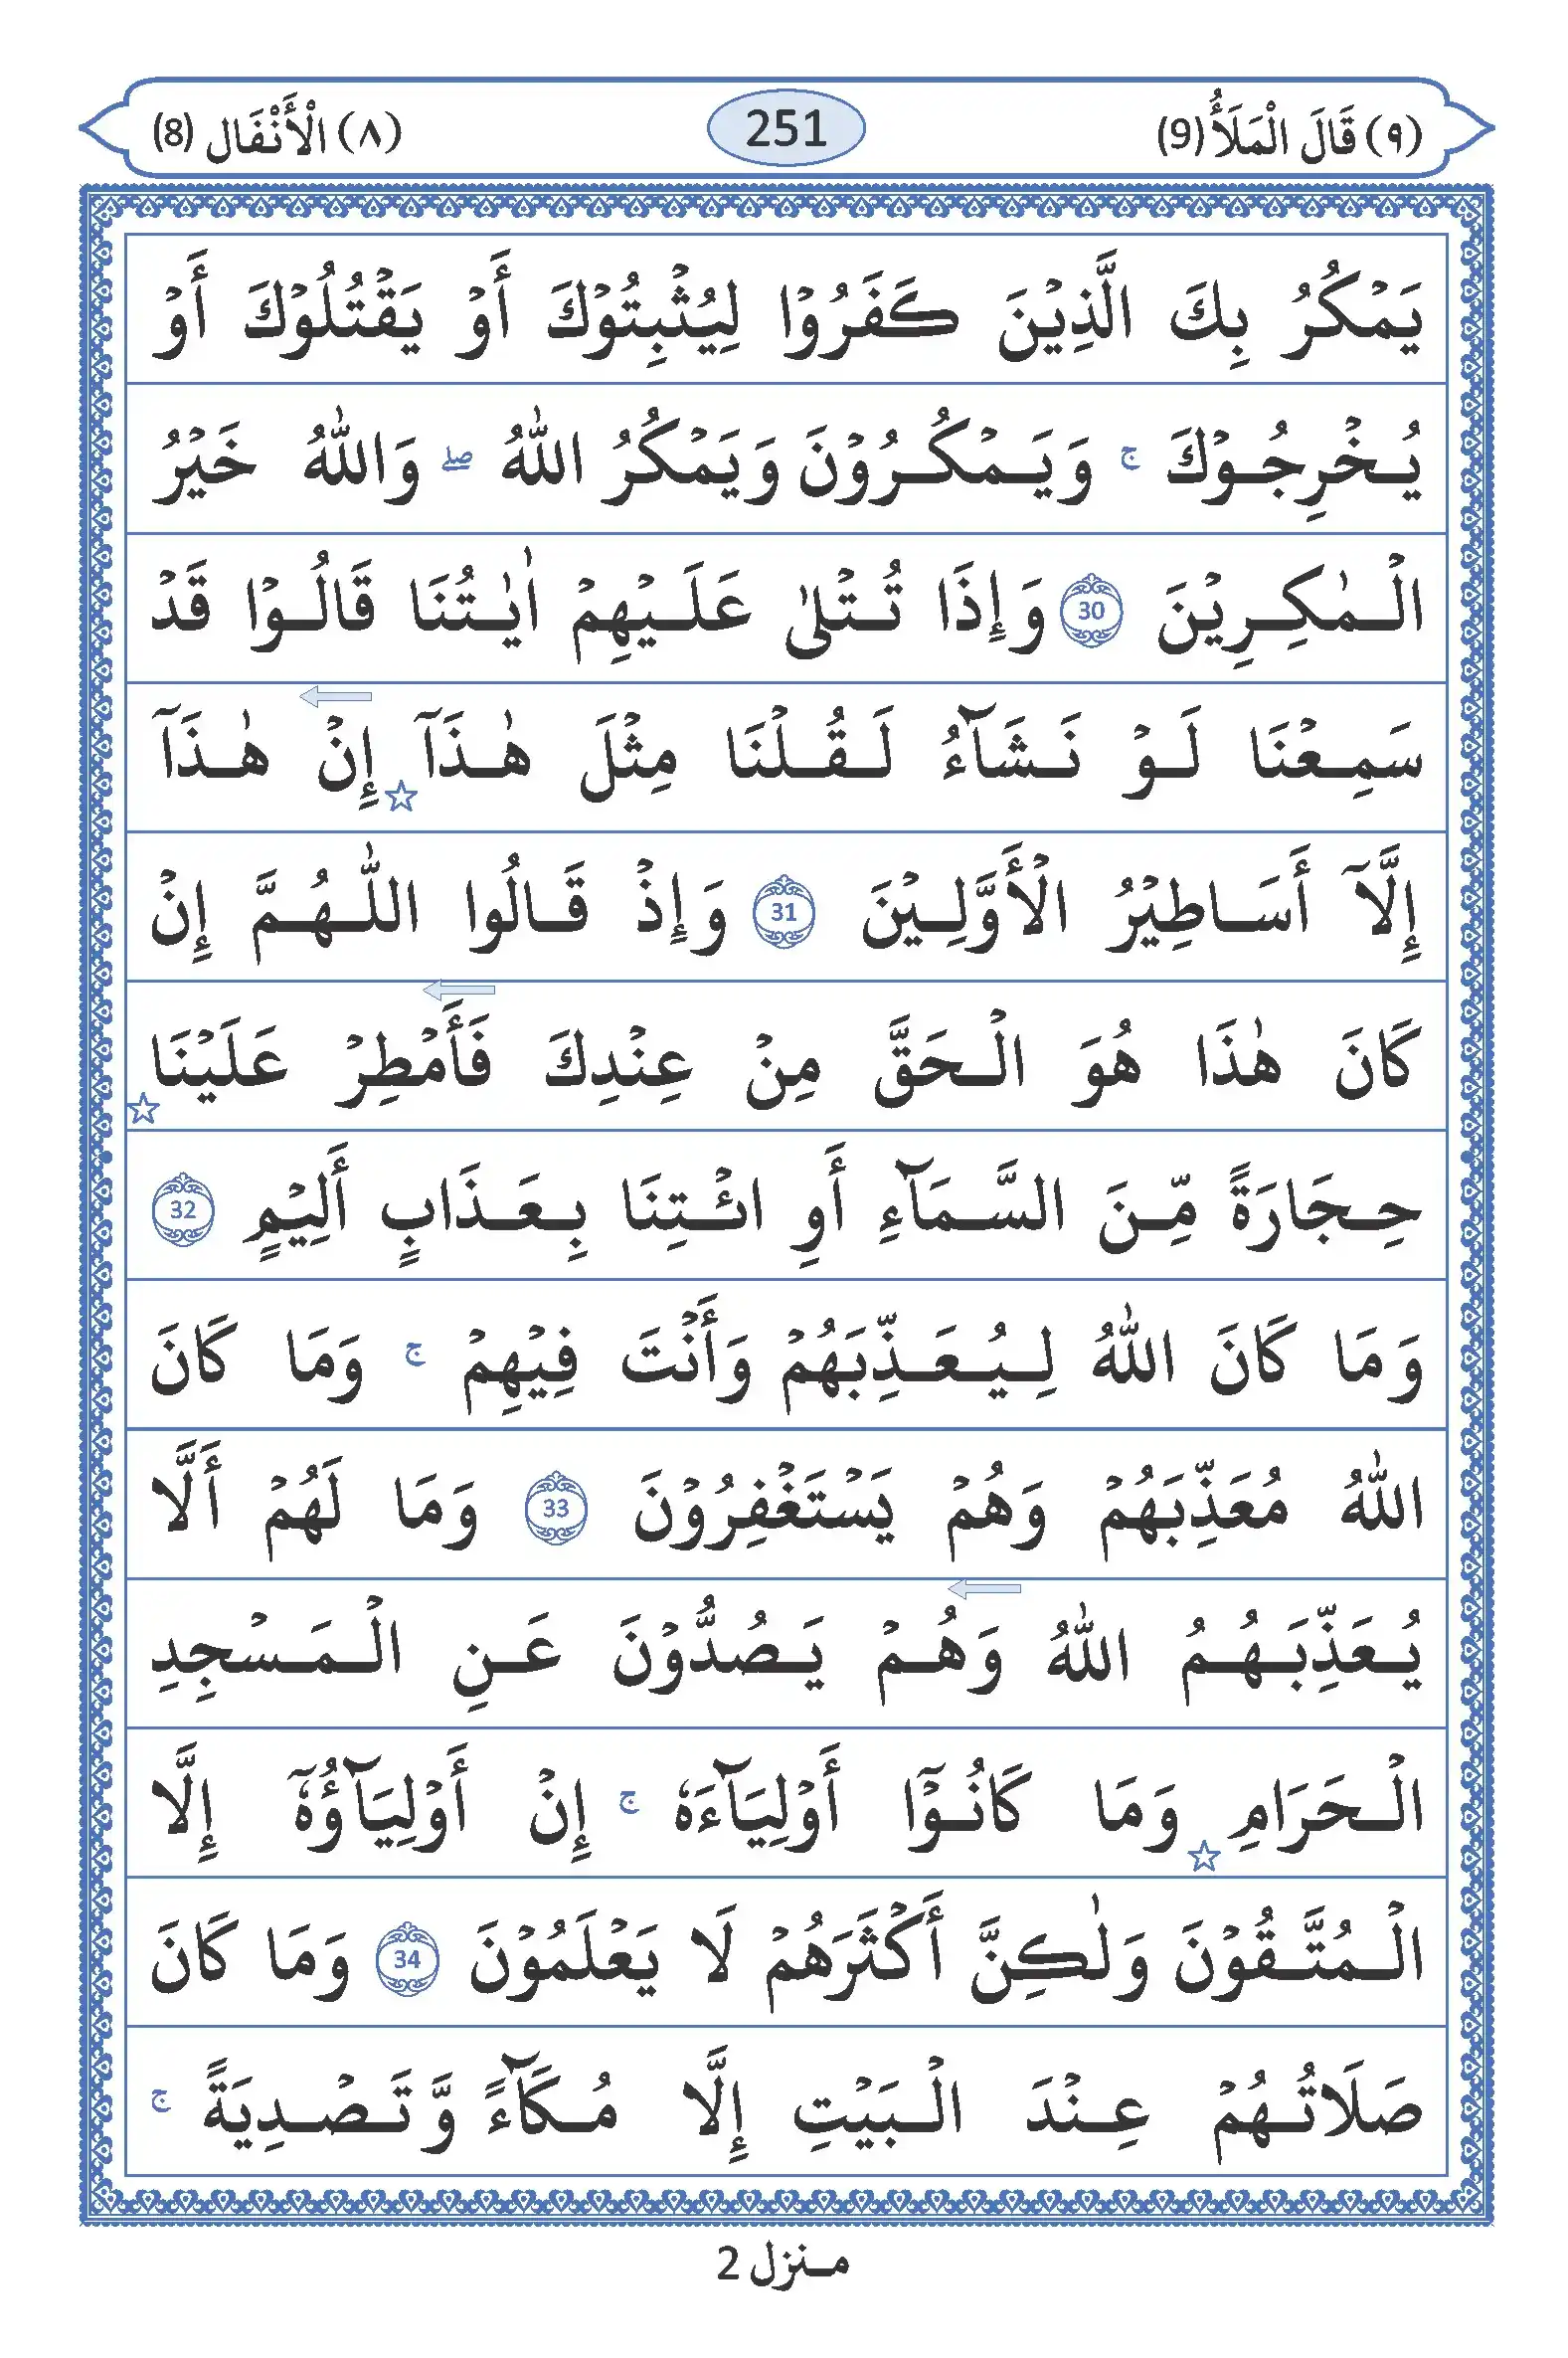 (٩) قَالَ الْمَلَأُ (9) 251 (٨) الْأَنْفَال (8)
يَمْكُرُ بِكَ الَّذِيْنَ كَفَرُوْا لِيُثْبِتُوْكَ أَوْ يَقْتُلُوْكَ أَوْ
يُخْرِجُوْكَ ۚ وَيَمْكُرُوْنَ وَيَمْكُرُ اللّٰهُ ۖ وَاللّٰهُ خَيْرُ
الْمٰكِرِيْنَ 30 وَإِذَا تُتْلٰى عَلَيْهِمْ اٰيٰتُنَا قَالُوْا قَدْ
سَمِعْنَا لَوْ نَشَآءُ لَقُلْنَا مِثْلَ هٰذَآ ☆ إِنْ هٰذَآ
إِلَّآ أَسَاطِيْرُ الْأَوَّلِيْنَ 31 وَإِذْ قَالُوا اللّٰهُمَّ إِنْ
كَانَ هٰذَا هُوَ الْحَقَّ مِنْ عِنْدِكَ فَأَمْطِرْ عَلَيْنَا ☆
حِجَارَةً مِّنَ السَّمَآءِ أَوِ ائْتِنَا بِعَذَابٍ أَلِيْمٍ 32
وَمَا كَانَ اللّٰهُ لِيُعَذِّبَهُمْ وَأَنْتَ فِيْهِمْ ۚ وَمَا كَانَ
اللّٰهُ مُعَذِّبَهُمْ وَهُمْ يَسْتَغْفِرُوْنَ 33 وَمَا لَهُمْ أَلَّا
يُعَذِّبَهُمُ اللّٰهُ وَهُمْ يَصُدُّوْنَ عَنِ الْمَسْجِدِ
الْحَرَامِ ☆ وَمَا كَانُوْٓا أَوْلِيَآءَهٗ ۚ إِنْ أَوْلِيَآؤُهٗٓ إِلَّا
الْمُتَّقُوْنَ وَلٰكِنَّ أَكْثَرَهُمْ لَا يَعْلَمُوْنَ 34 وَمَا كَانَ
صَلَاتُهُمْ عِنْدَ الْبَيْتِ إِلَّا مُكَآءً وَّتَصْدِيَةً ۚ
مـنزل 2